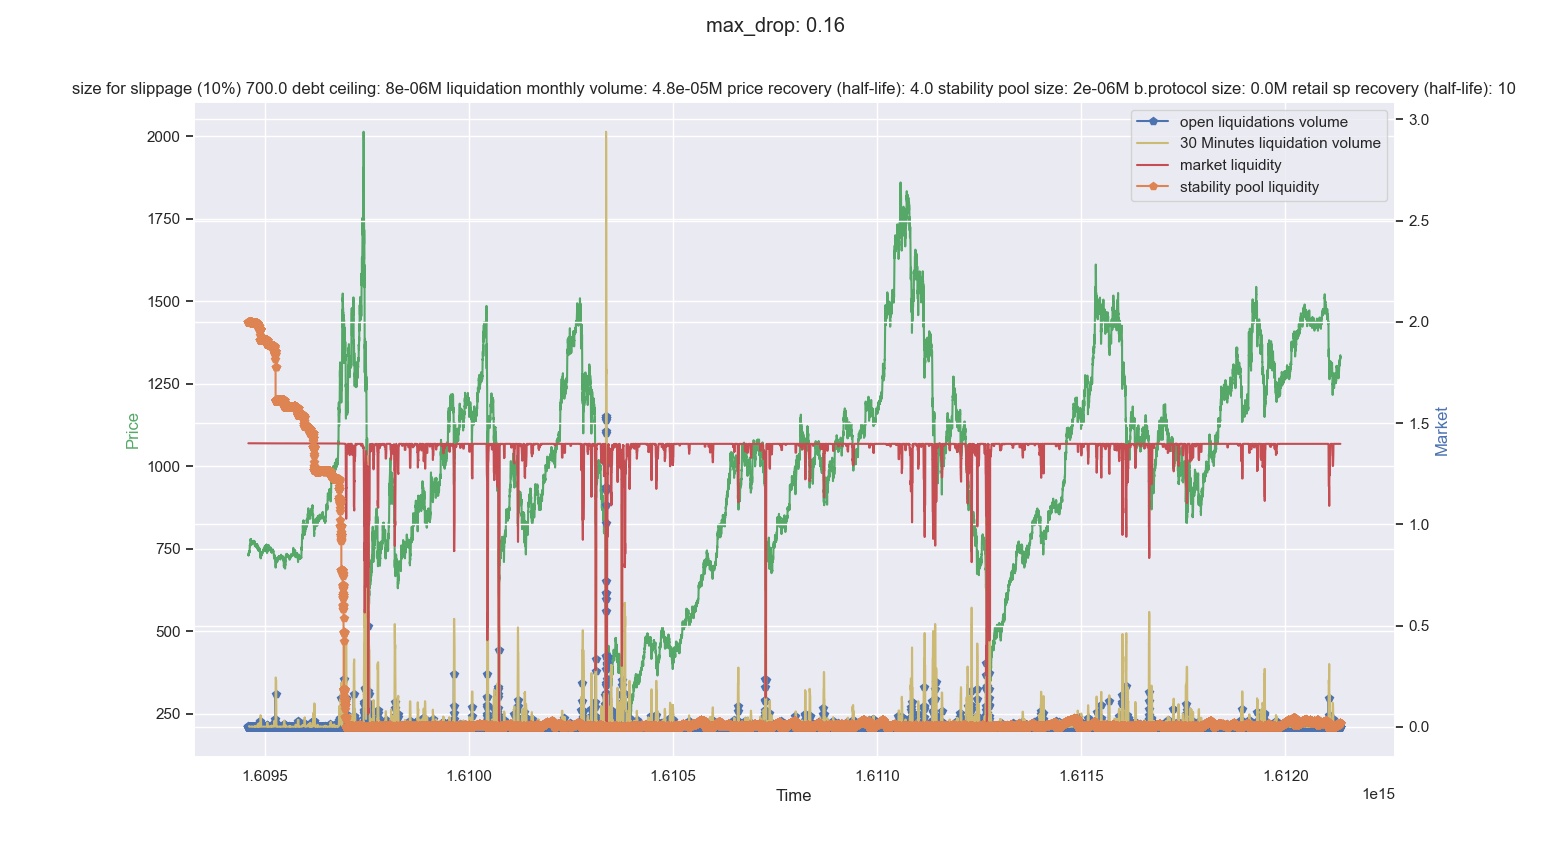 max_drop: 0.16
size for slippage (10%) 700.0 debt ceiling: 8e-06M liquidation monthly volume: 4.8e-05M price recovery (half-life): 4.0 stability pool size: 2e-06M b.protocol size: 0.0M retail sp recovery (half-life): 10
open liquidations volume
30 Minutes liquidation volume
market liquidity
stability pool liquidity
2000
1750
1500
1250
1000
750
500
250
Price
3.0
2.5
2.0
1.5
1.0
0.5
0.0
Market
1.6095 1.6100 1.6105 1.6110 1.6115 1.6120
Time
1e15